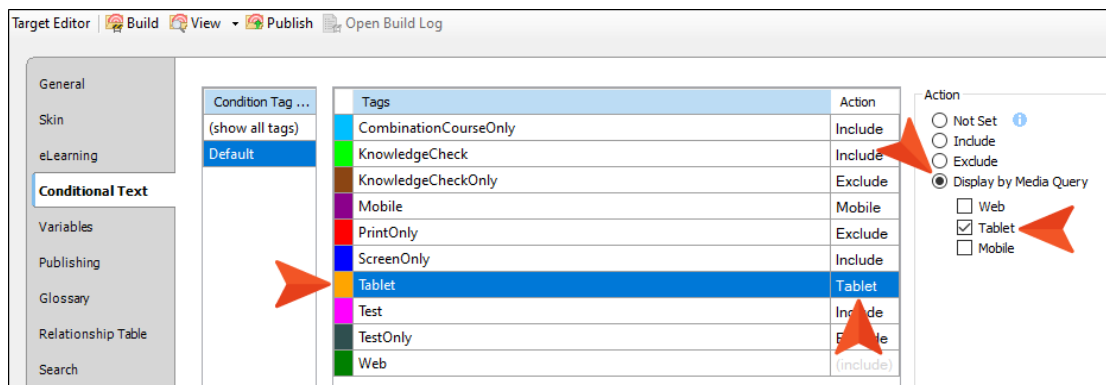 Target Editor Build View Publish Open Build Log
General
Skin
eLearning
Conditional Text
Variables
Publishing
Glossary
Relationship Table
Search
Condition Tag ...
(show all tags)
Default
Tags Action
CombinationCourseOnly Include
KnowledgeCheck Include
KnowledgeCheckOnly Exclude
Mobile Mobile
PrintOnly Exclude
ScreenOnly Include
Tablet Tablet
Test
TestOnly
Web (include)
Action
Not Set
Include
Exclude
Display by Media Query
Web
Tablet
Mobile